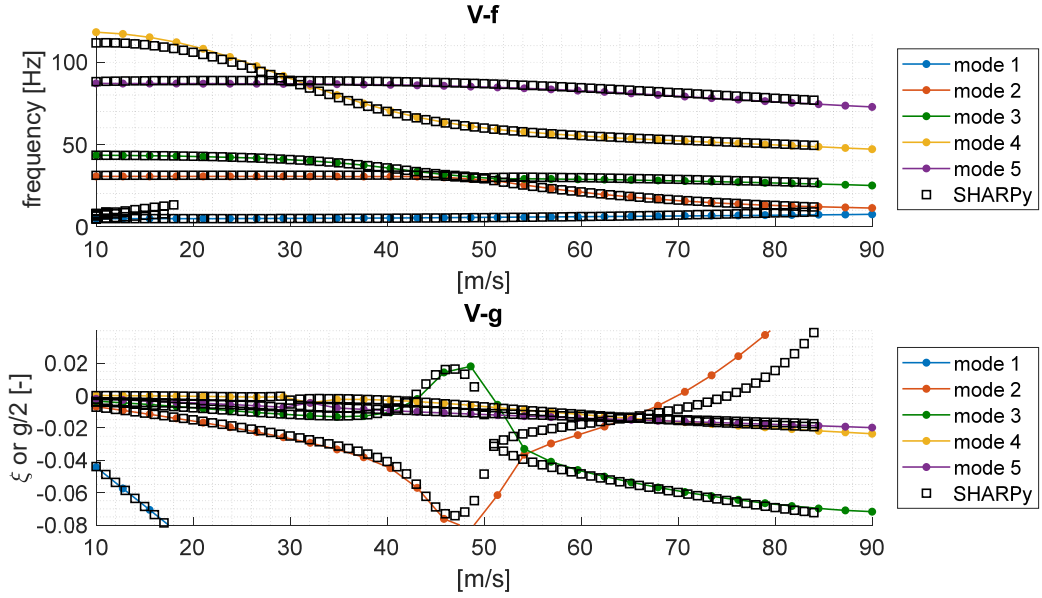 V-f
frequency [Hz]
100
50
0
10 20 30 40 50 60 70 80 90
[m/s]
mode 1
mode 2
mode 3
mode 4
mode 5
SHARPy
V-g
ξ or g/2 [-]
0.02
0
-0.02
-0.04
-0.06
-0.08
10 20 30 40 50 60 70 80 90
[m/s]
mode 1
mode 2
mode 3
mode 4
mode 5
SHARPy